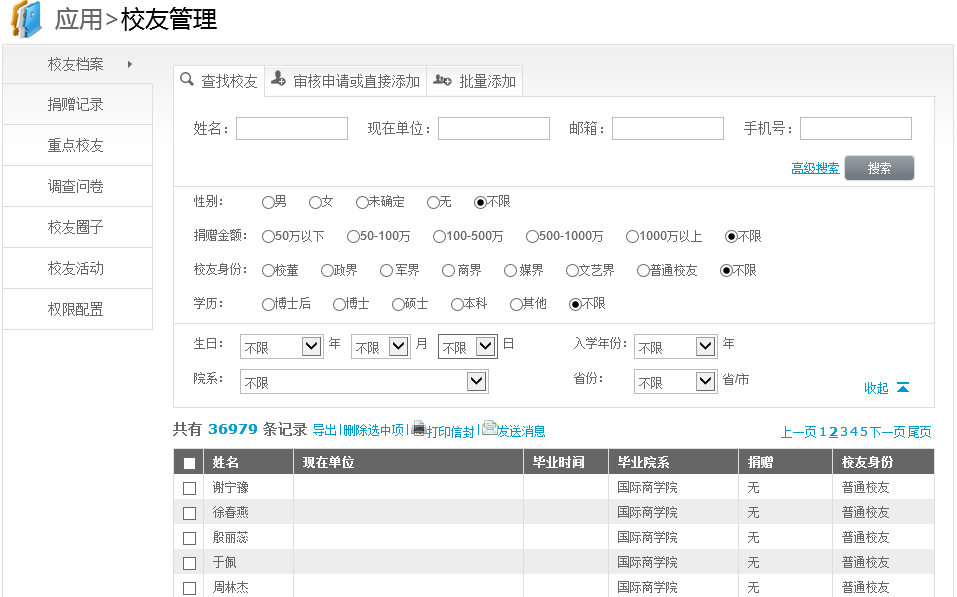 应用>校友管理
校友档案
捐赠记录
重点校友
调查问卷
校友圈子
校友活动
权限配置
查找校友 审核申请或直接添加 批量添加
姓名： 现在单位： 邮箱： 手机号：
高级搜索 搜索
性别： 男 女 未确定 无 不限
捐赠金额： 50万以下 50-100万 100-500万 500-1000万 1000万以上 不限
校友身份： 校董 政界 军界 商界 媒界 文艺界 普通校友 不限
学历： 博士后 博士 硕士 本科 其他 不限
生日： 不限 年 不限 月 不限 日 入学年份： 不限 年
院系： 不限 省份： 不限 省/市
收起
共有 36979 条记录 导出|删除选中项|打印信封|发送消息 上一页 1 2 3 4 5 下一页 尾页
姓名 现在单位 毕业时间 毕业院系 捐赠 校友身份
谢宁豫 国际商学院 无 普通校友
徐春燕 国际商学院 无 普通校友
殷丽蕊 国际商学院 无 普通校友
于佩 国际商学院 无 普通校友
周林杰 国际商学院 无 普通校友